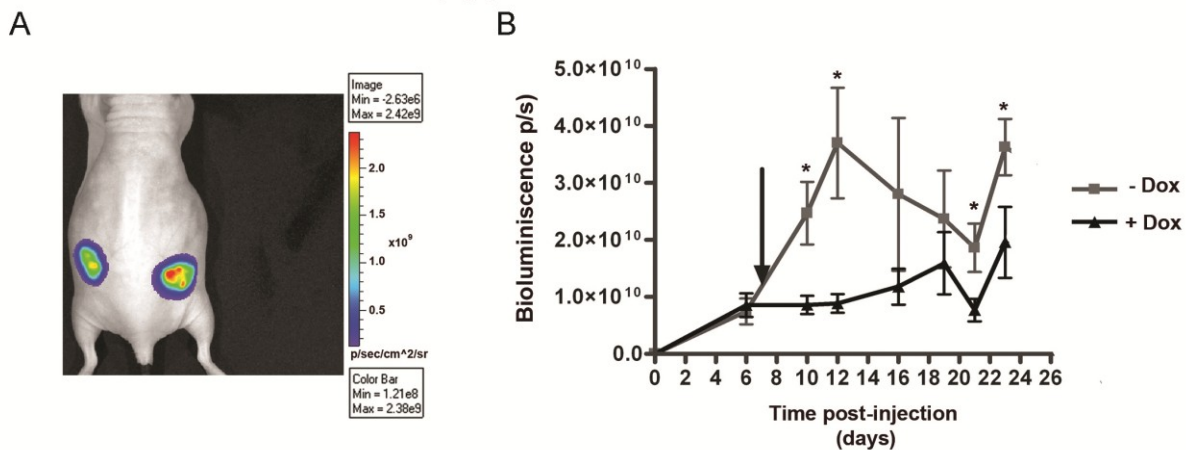 A
Image
Min = -2.63e6
Max = 2.42e9
2.0
1.5
x10⁹
1.0
0.5
p/sec/cm^2/sr
Color Bar
Min = 1.21e8
Max = 2.38e9
B
Bioluminiscence p/s
5.0×10¹⁰
4.0×10¹⁰
3.0×10¹⁰
2.0×10¹⁰
1.0×10¹⁰
0.0
* * * *
0 2 4 6 8 10 12 14 16 18 20 22 24 26
Time post-injection
(days)
- Dox
+ Dox